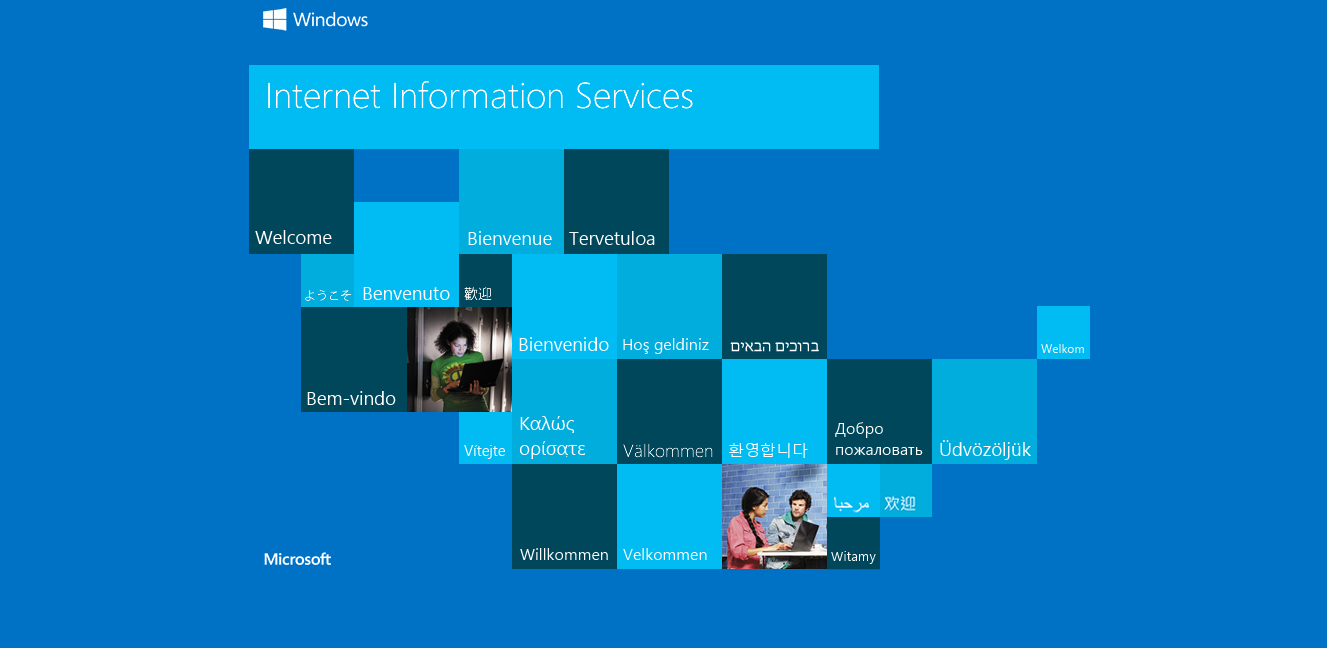 Windows
Internet Information Services
Welcome
Bienvenue
Tervetuloa
ようこそ
Benvenuto
歡迎
Bienvenido
Hoş geldiniz
ברוכים הבאים
Welkom
Bem-vindo
Vítejte
Καλώς
ορίσατε
Välkommen
환영합니다
Добро
пожаловать
Üdvözöljük
Willkommen
Velkommen
مرحبا
欢迎
Witamy
Microsoft